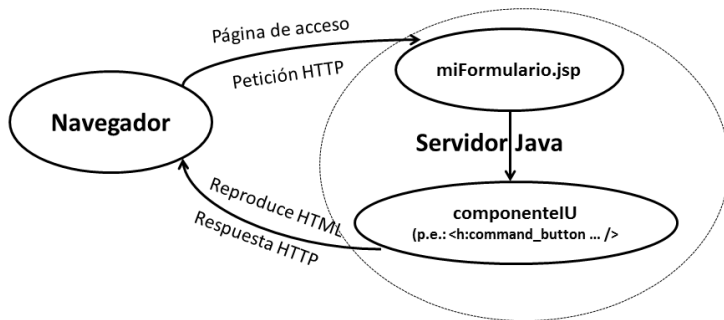 Página de acceso
Petición HTTP
miFormulario.jsp
Navegador
Servidor Java
Reproduce HTML
Respuesta HTTP
componenteIU
(p.e.: <h:command_button ... />